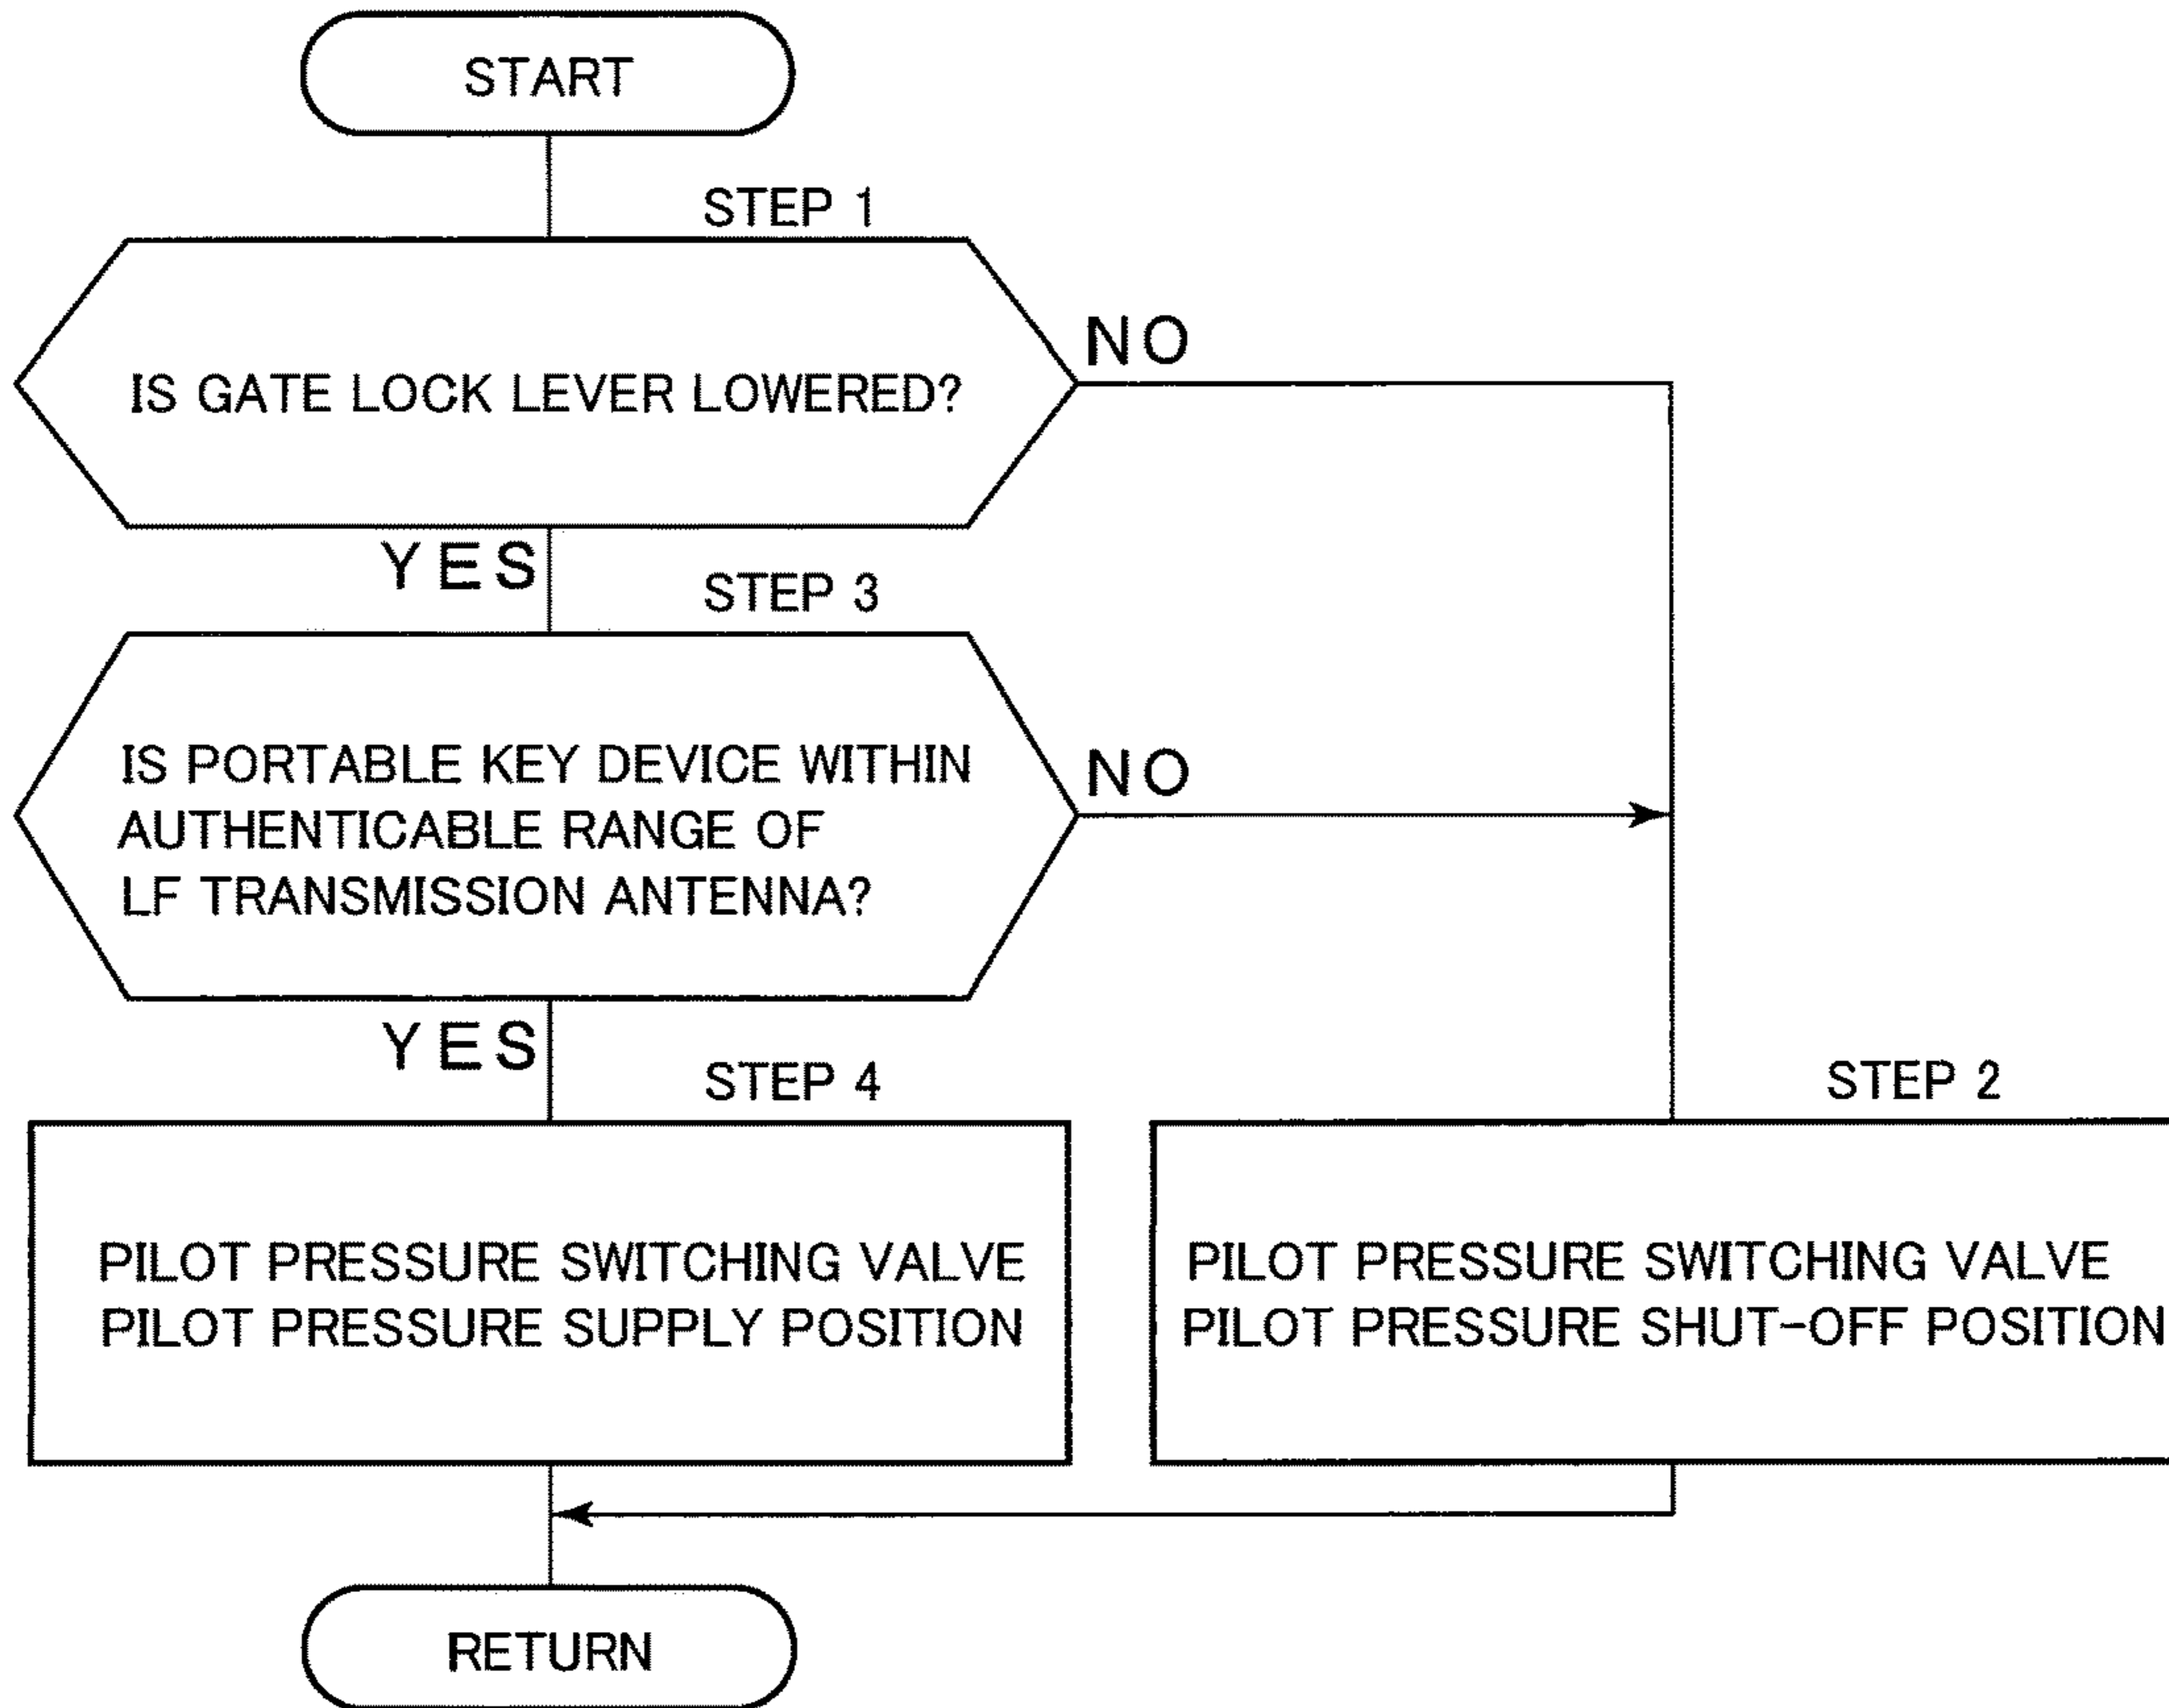 START
STEP 1
IS GATE LOCK LEVER LOWERED?
NO
YES
STEP 3
IS PORTABLE KEY DEVICE WITHIN
AUTHENTICABLE RANGE OF
LF TRANSMISSION ANTENNA?
NO
YES
STEP 4
PILOT PRESSURE SWITCHING VALVE
PILOT PRESSURE SUPPLY POSITION
STEP 2
PILOT PRESSURE SWITCHING VALVE
PILOT PRESSURE SHUT-OFF POSITION
RETURN